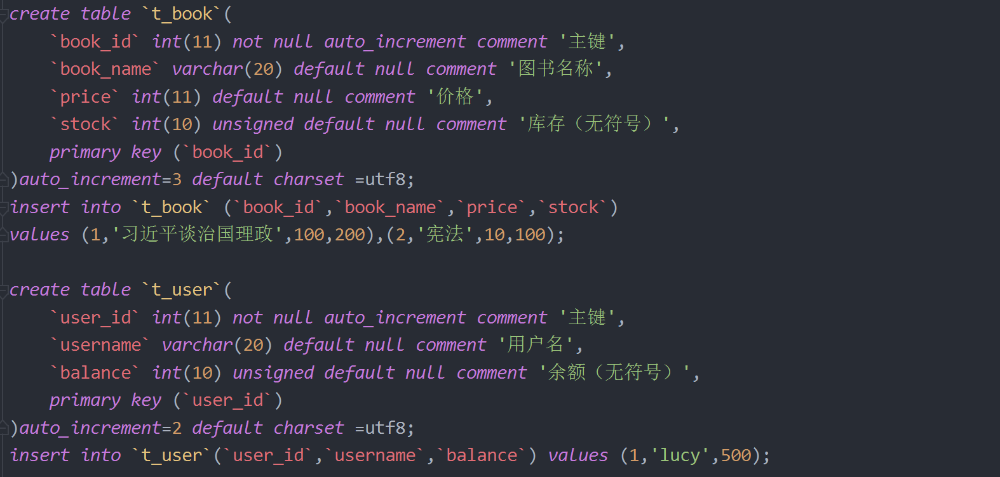 create table `t_book`(
    `book_id` int(11) not null auto_increment comment '主键',
    `book_name` varchar(20) default null comment '图书名称',
    `price` int(11) default null comment '价格',
    `stock` int(10) unsigned default null comment '库存（无符号）',
    primary key (`book_id`)
)auto_increment=3 default charset =utf8;
insert into `t_book` (`book_id`,`book_name`,`price`,`stock`)
values (1,'习近平谈治国理政',100,200),(2,'宪法',10,100);
create table `t_user`(
    `user_id` int(11) not null auto_increment comment '主键',
    `username` varchar(20) default null comment '用户名',
    `balance` int(10) unsigned default null comment '余额（无符号）',
    primary key (`user_id`)
)auto_increment=2 default charset =utf8;
insert into `t_user`(`user_id`,`username`,`balance`) values (1,'lucy',500);